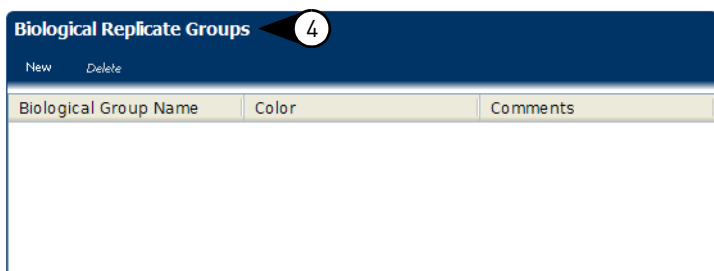 Biological Replicate Groups 4
New Delete
Biological Group Name Color Comments